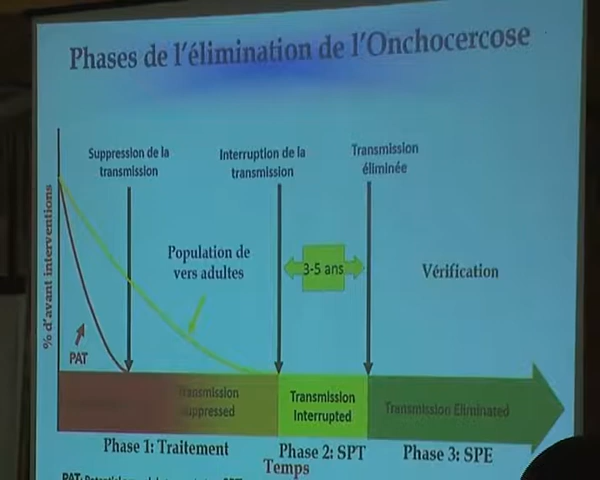 Phases de l'élimination de l'Onchocercose
Suppression de la
transmission
Interruption de la
transmission
Transmission
éliminée
% d'avant interventions
Population de
vers adultes
3-5 ans
Vérification
PAT
Transmission
suppressed
Transmission
Interrupted
Transmission Eliminated
Phase 1: Traitement
Phase 2: SPT
Phase 3: SPE
Temps
PAT: